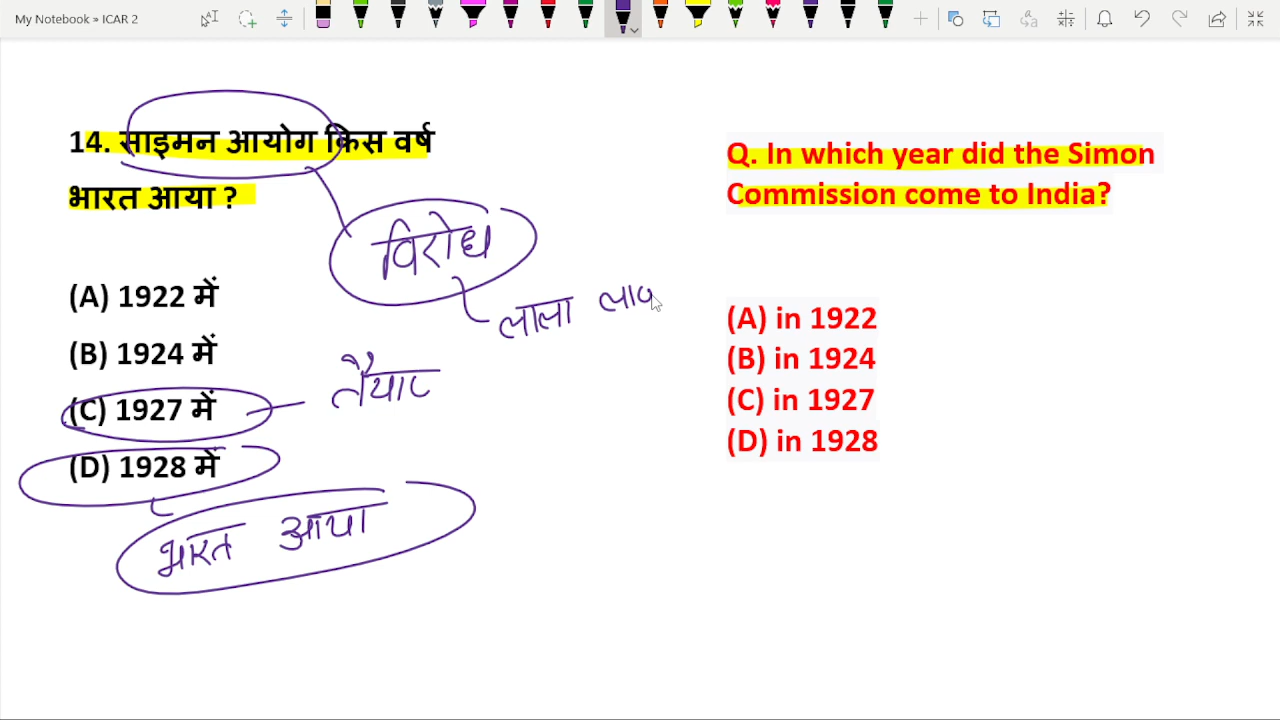 My Notebook » ICAR 2
14. साइमन आयोग किस वर्ष
भारत आया ?
विरोध
लाला
(A) 1922 में
(B) 1924 में
तैयार
(C) 1927 में
(D) 1928 में
भारत आया
Q. In which year did the Simon
Commission come to India?
(A) in 1922
(B) in 1924
(C) in 1927
(D) in 1928